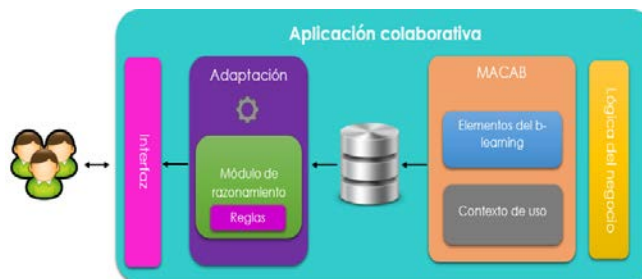 Aplicación colaborativa
Interfaz
Adaptación
Módulo de
razonamiento
Reglas
MACAB
Elementos del b-
learning
Contexto de uso
Lógica del negocio